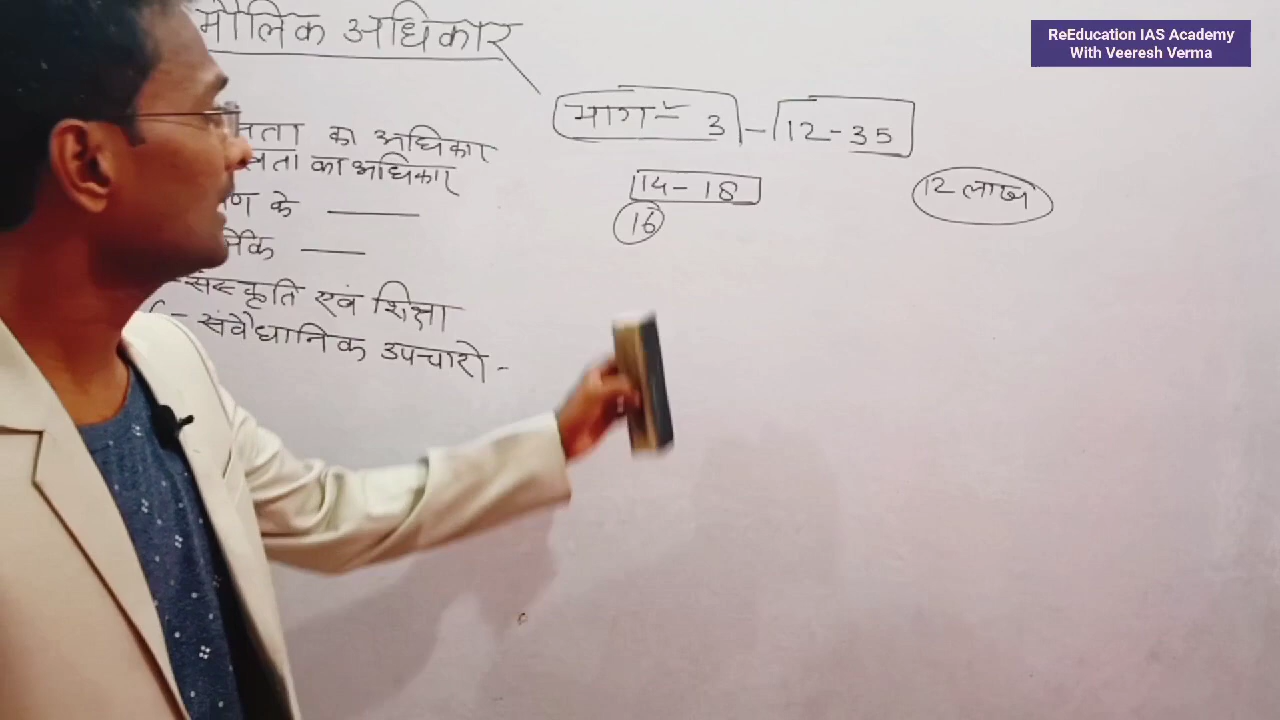 ReEducation IAS Academy
With Veeresh Verma
मौलिक अधिकार
भाग - 3 - 12-35
का अधिकार
का अधिकार
14-18
12 लाख
के
16
संस्कृति एवं शिक्षा
संवैधानिक उपचारो -